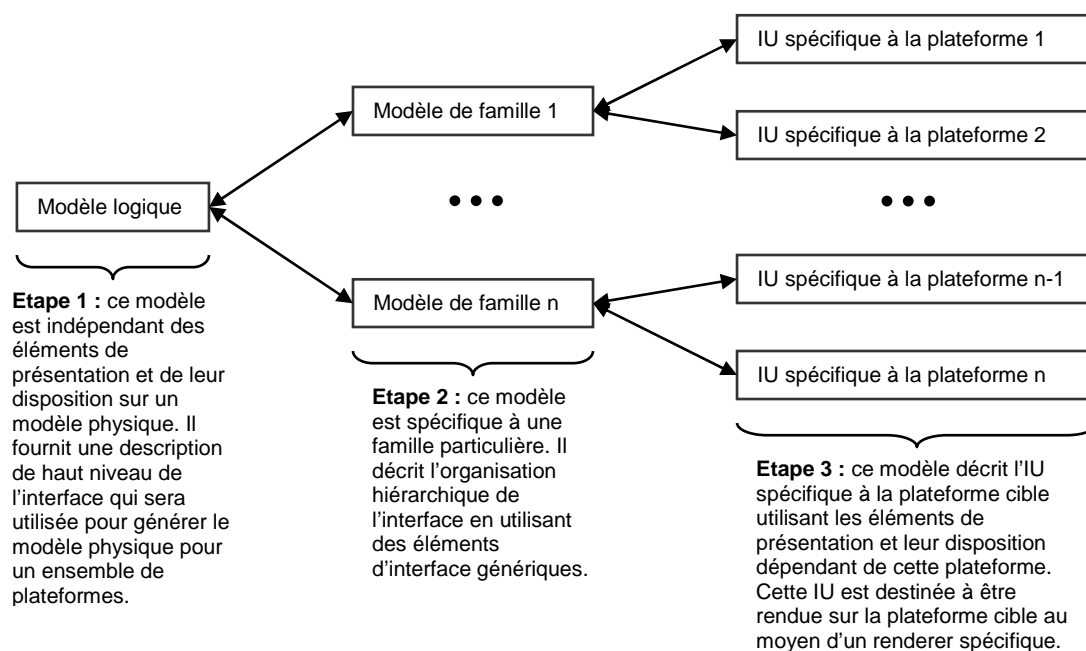 IU spécifique à la plateforme 1
Modèle de famille 1
IU spécifique à la plateforme 2
Modèle logique
• • •
• • •
IU spécifique à la plateforme n-1
Modèle de famille n
IU spécifique à la plateforme n
Etape 1 : ce modèle
est indépendant des
éléments de
présentation et de leur
disposition sur un
modèle physique. Il
fournit une description
de haut niveau de
l’interface qui sera
utilisée pour générer le
modèle physique pour
un ensemble de
plateformes.
Etape 2 : ce modèle
est spécifique à une
famille particulière. Il
décrit l’organisation
hiérarchique de
l’interface en utilisant
des éléments
d’interface génériques.
Etape 3 : ce modèle décrit l’IU
spécifique à la plateforme cible
utilisant les éléments de
présentation et leur disposition
dépendant de cette plateforme.
Cette IU est destinée à être
rendue sur la plateforme cible au
moyen d’un renderer spécifique.